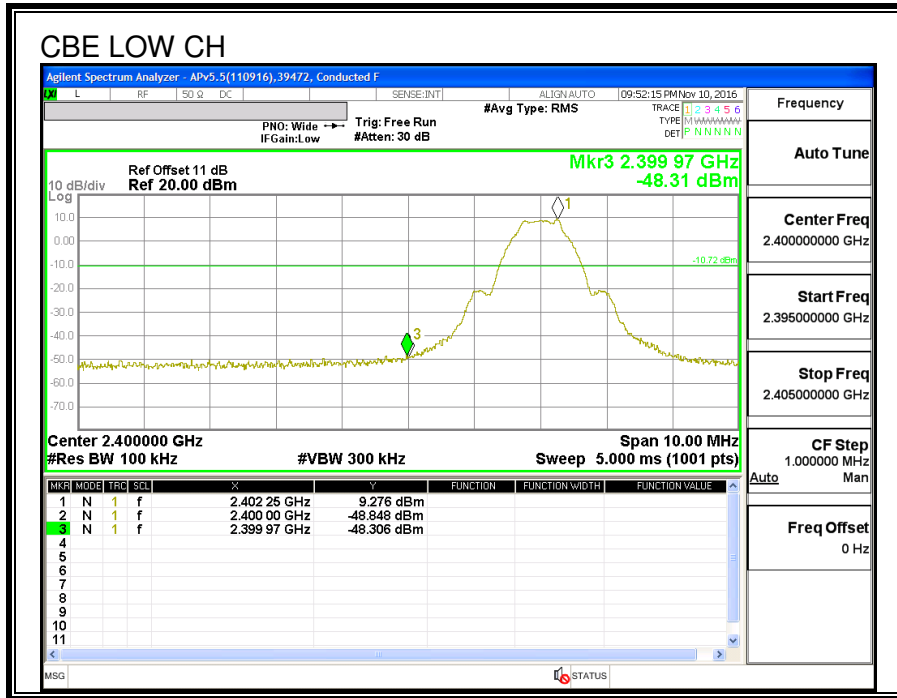 CBE LOW CH
Agilent Spectrum Analyzer - APv5.5(110916),39472, Conducted F
LXI L RF 50 Ω DC SENSE:INT ALIGN AUTO 09:52:15 PM Nov 10, 2016
#Avg Type: RMS TRACE 1 2 3 4 5 6
PNO: Wide Trig: Free Run TYPE M WWWWW
IFGain:Low #Atten: 30 dB DET P N N N N N
Mkr3 2.399 97 GHz
-48.31 dBm
Ref Offset 11 dB
10 dB/div Ref 20.00 dBm
Log
1
10.0
0.00
-10.0
-10.72 dBm
-20.0
-30.0
-40.0
3
-50.0
-60.0
-70.0
Center 2.400000 GHz Span 10.00 MHz
#Res BW 100 kHz #VBW 300 kHz Sweep 5.000 ms (1001 pts)
MKR MODE TRC SCL X Y FUNCTION FUNCTION WIDTH FUNCTION VALUE
1 N 1 f 2.402 25 GHz 9.276 dBm
2 N 1 f 2.400 00 GHz -48.848 dBm
3 N 1 f 2.399 97 GHz -48.306 dBm
4
5
6
7
8
9
10
11
MSG STATUS
Frequency
Auto Tune
Center Freq
2.400000000 GHz
Start Freq
2.395000000 GHz
Stop Freq
2.405000000 GHz
CF Step
1.000000 MHz
Auto Man
Freq Offset
0 Hz